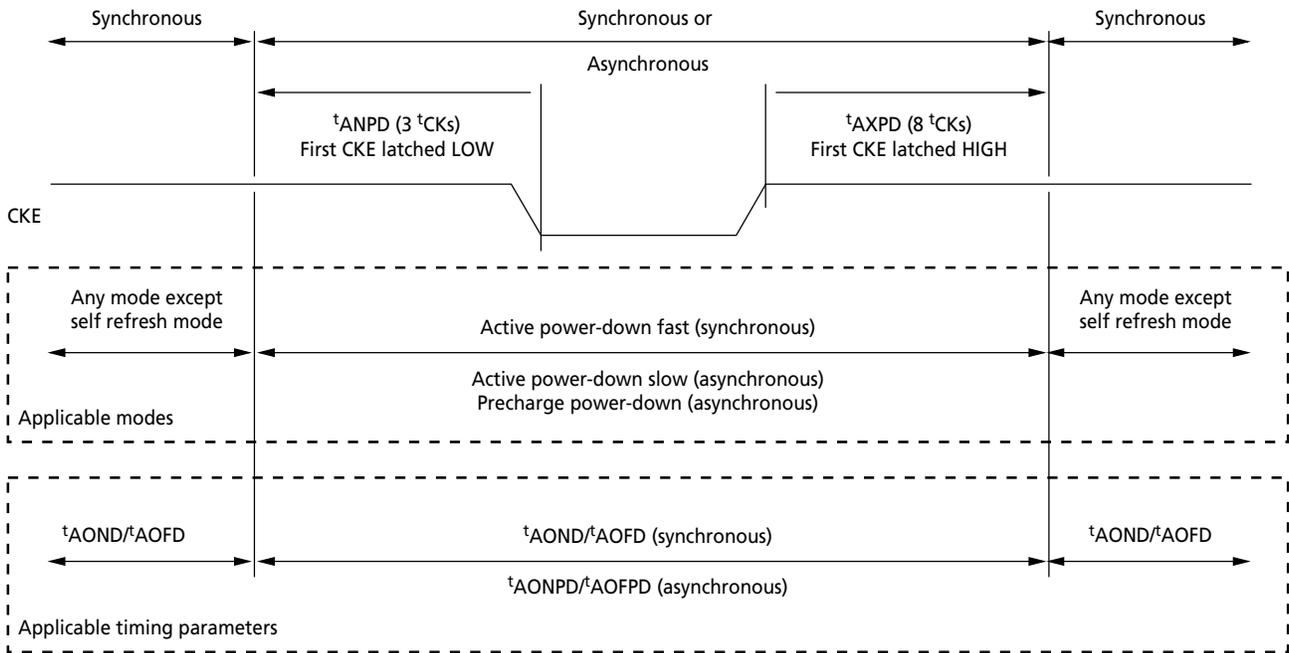 Synchronous
Synchronous or
Asynchronous
Synchronous
tANPD (3 tCKs)
First CKE latched LOW
tAXPD (8 tCKs)
First CKE latched HIGH
CKE
Any mode except
self refresh mode
Active power-down fast (synchronous)
Active power-down slow (asynchronous)
Precharge power-down (asynchronous)
Any mode except
self refresh mode
Applicable modes
tAOND/tAOFD
tAOND/tAOFD (synchronous)
tAONPD/tAOFPD (asynchronous)
tAOND/tAOFD
Applicable timing parameters